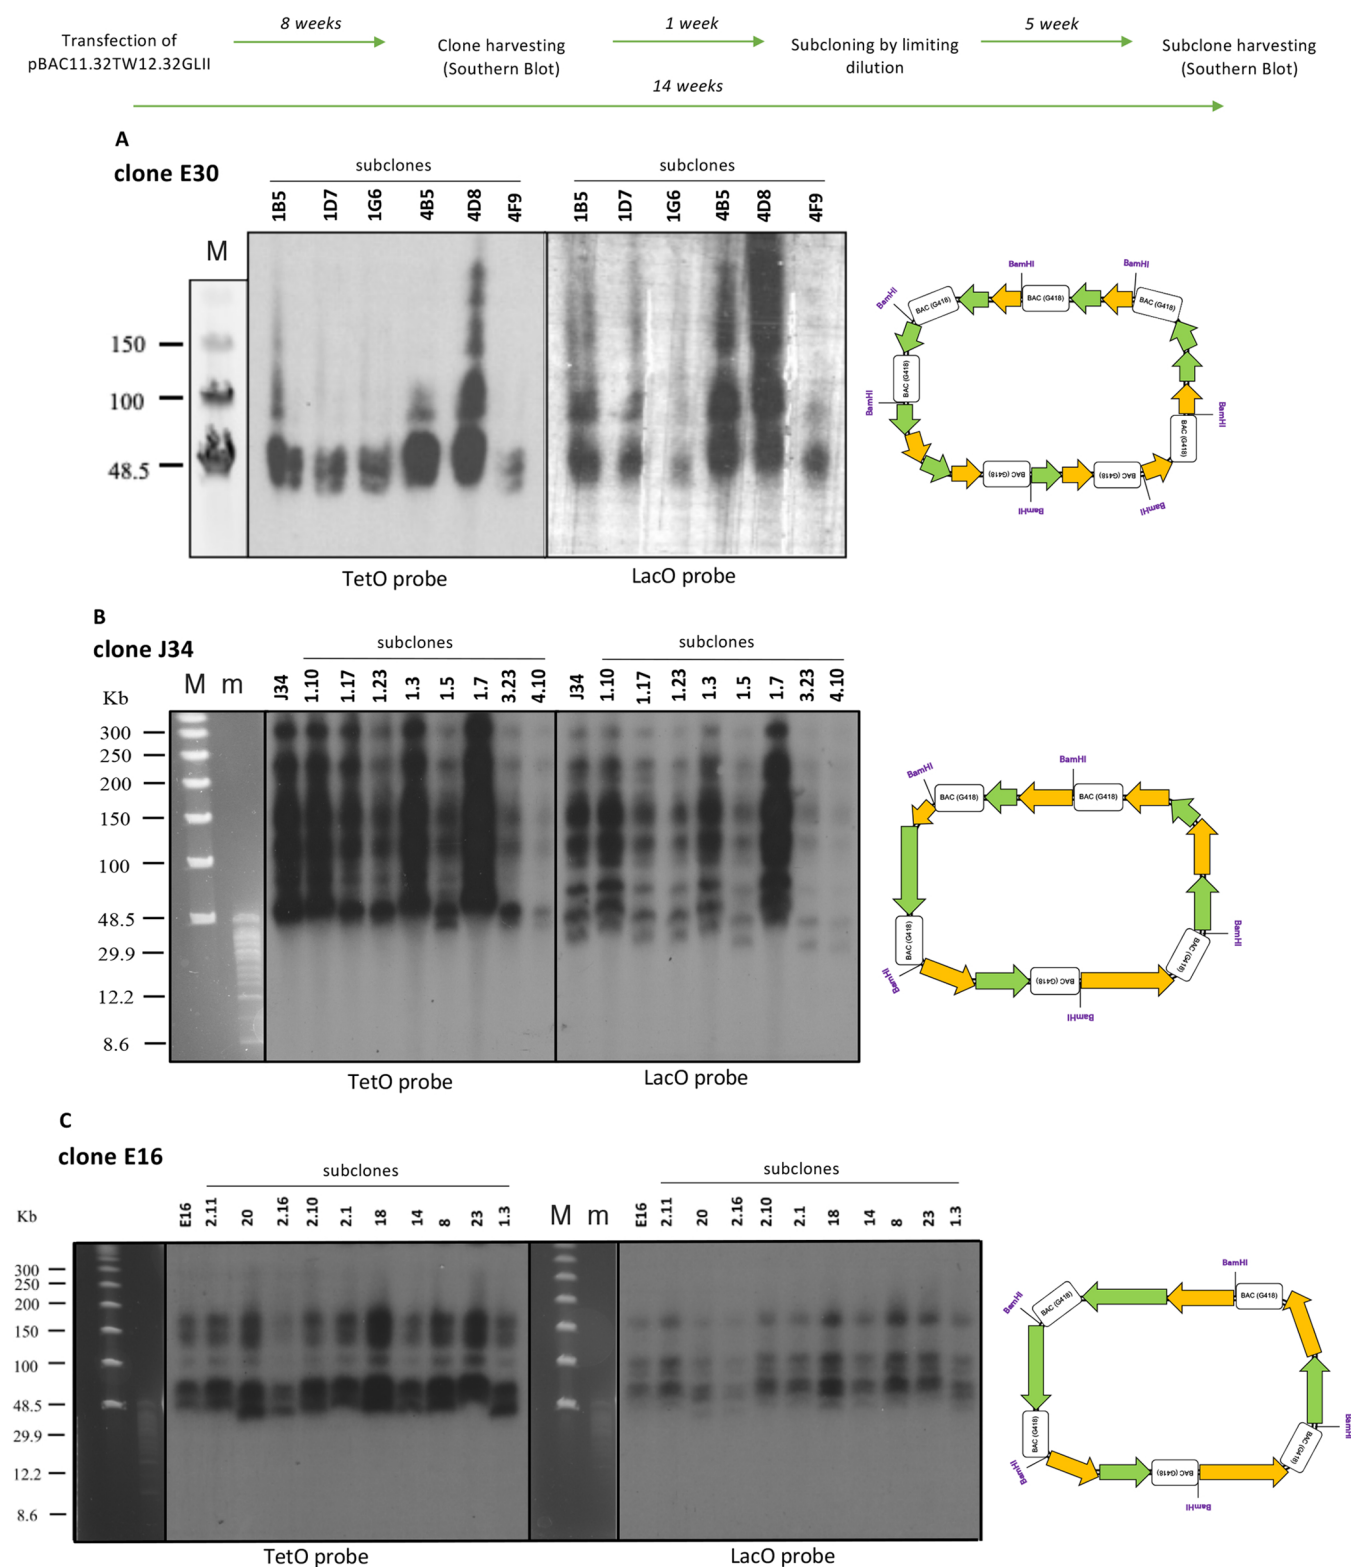 8 weeks
1 week
5 week
Transfection of
pBAC11.32TW12.32GLII
Clone harvesting
(Southern Blot)
Subcloning by limiting
dilution
Subclone harvesting
(Southern Blot)
14 weeks
A
clone E30
subclones
subclones
1B5 1D7 1G6 4B5 4D8 4F9
1B5 1D7 1G6 4B5 4D8 4F9
M
150
100
48.5
TetO probe
LacO probe
BamHI
BamHI
BamHI
BamHI
BamHI
BamHI
BamHI
BAC (G418)
BAC (G418)
BAC (G418)
BAC (G418)
BAC (G418)
BAC (G418)
BAC (G418)
B
clone J34
subclones
subclones
Kb
M m
J34 1.10 1.17 1.23 1.3 1.5 1.7 3.23 4.10
J34 1.10 1.17 1.23 1.3 1.5 1.7 3.23 4.10
300
250
200
150
100
48.5
29.9
12.2
8.6
TetO probe
LacO probe
BamHI
BamHI
BamHI
BamHI
BamHI
BAC (G418)
BAC (G418)
BAC (G418)
BAC (G418)
BAC (G418)
C
clone E16
subclones
subclones
Kb
E16 2.11 20 2.16 2.10 2.1 18 14 8 23 1.3
M m
E16 2.11 20 2.16 2.10 2.1 18 14 8 23 1.3
300
250
200
150
100
48.5
29.9
12.2
8.6
TetO probe
LacO probe
BamHI
BamHI
BamHI
BamHI
BamHI
BAC (G418)
BAC (G418)
BAC (G418)
BAC (G418)
BAC (G418)